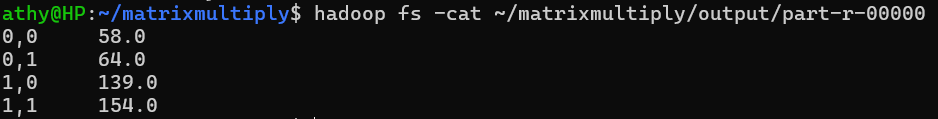 athy@HP:~/matrixmultiply$ hadoop fs -cat ~/matrixmultiply/output/part-r-00000
0,0     58.0
0,1     64.0
1,0     139.0
1,1     154.0